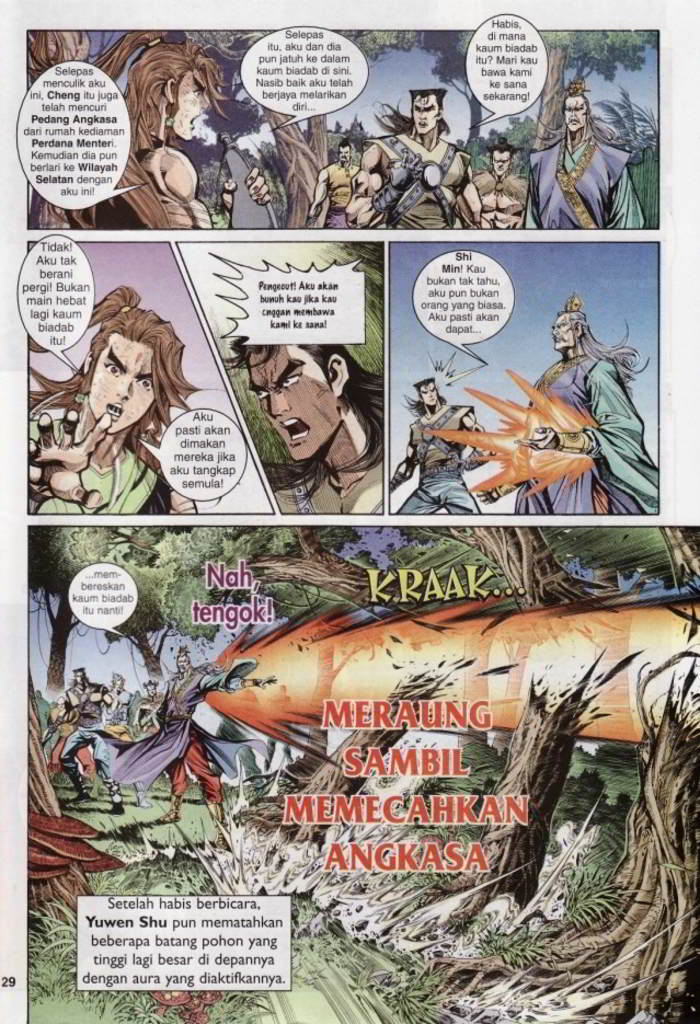 Selepas
menculik aku
ini, Cheng itu juga
telah mencuri
Pedang Angkasa
dari rumah kediaman
Perdana Menteri.
Kemudian dia pun
berlari ke Wilayah
Selatan dengan
aku ini!
Selepas
itu, aku dan dia
pun jatuh ke dalam
kaum biadab di sini.
Nasib baik aku telah
berjaya melarikan
diri...
Habis,
di mana
kaum biadab
itu? Mari kau
bawa kami
ke sana
sekarang!
Tidak!
Aku tak
berani
pergi! Bukan
main hebat
lagi kaum
biadab
itu!
Aku
pasti akan
dimakan
mereka jika
aku tangkap
semula!
Pengecut! Aku akan
bunuh kau jika kau
enggan membawa
kami ke sana!
Shi
Min! Kau
bukan tak tahu,
aku pun bukan
orang yang biasa.
Aku pasti akan
dapat...
...mem-
bereskan
kaum biadab
itu nanti!
Nah,
tengok!
KRAAK...
MERAUNG
SAMBIL
MEMECAHKAN
ANGKASA
Setelah habis berbicara,
Yuwen Shu pun mematahkan
beberapa batang pohon yang
tinggi lagi besar di depannya
dengan aura yang diaktifkannya.
29